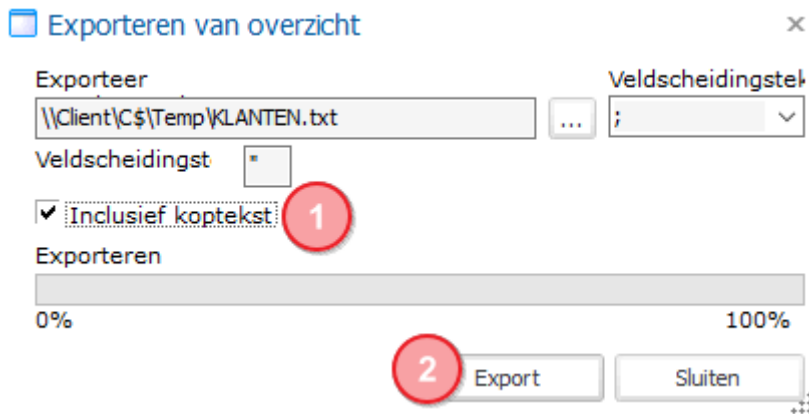 Exporteren van overzicht
Exporteer Veldscheidingstek
\\Client\C$\Temp\KLANTEN.txt ... ;
Veldscheidingst "
Inclusief koptekst 1
Exporteren
0% 100%
2 Export Sluiten